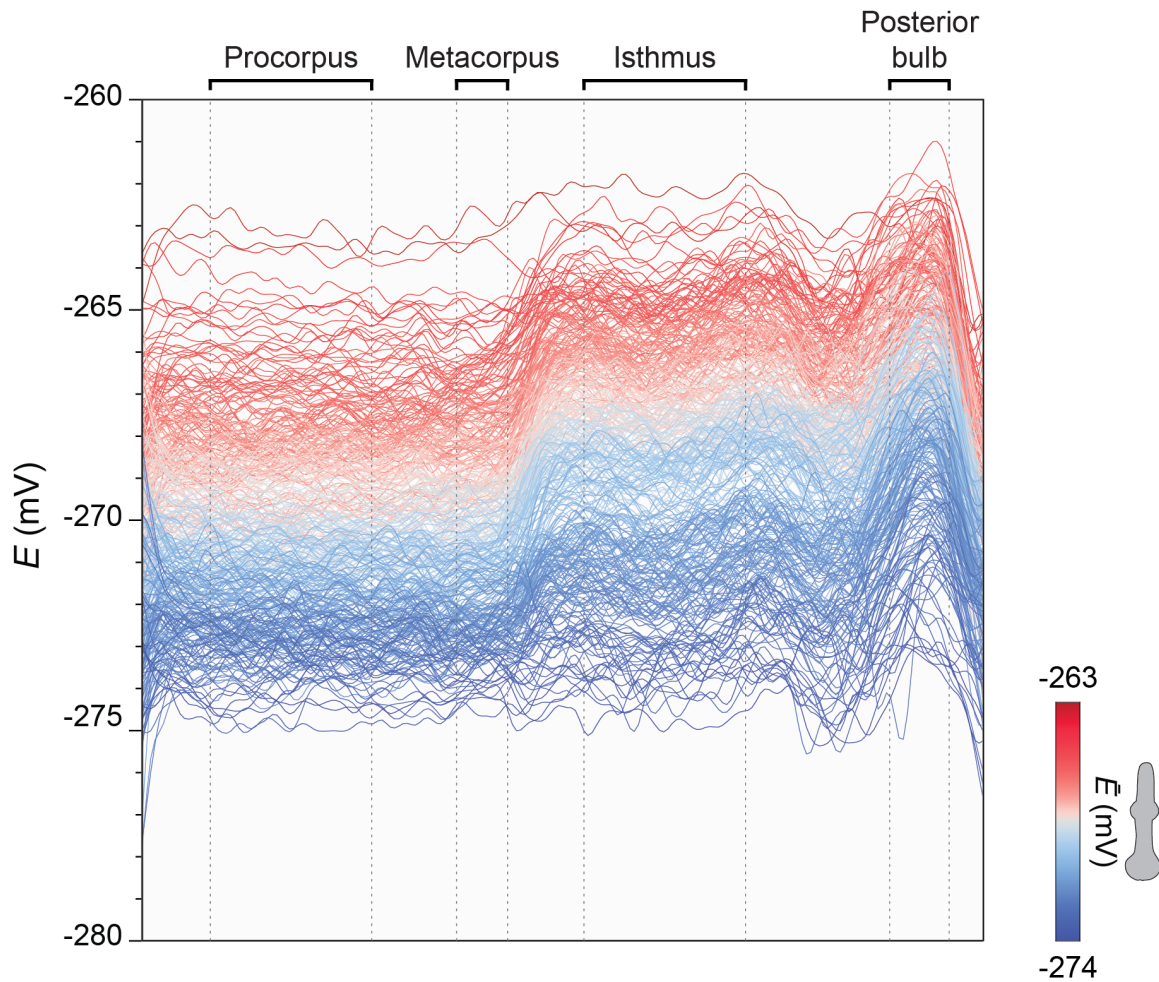 Posterior
Procorpus Metacorpus Isthmus bulb
-260
-265
-270
-275
-280
E (mV)
-263
Ē (mV)
-274